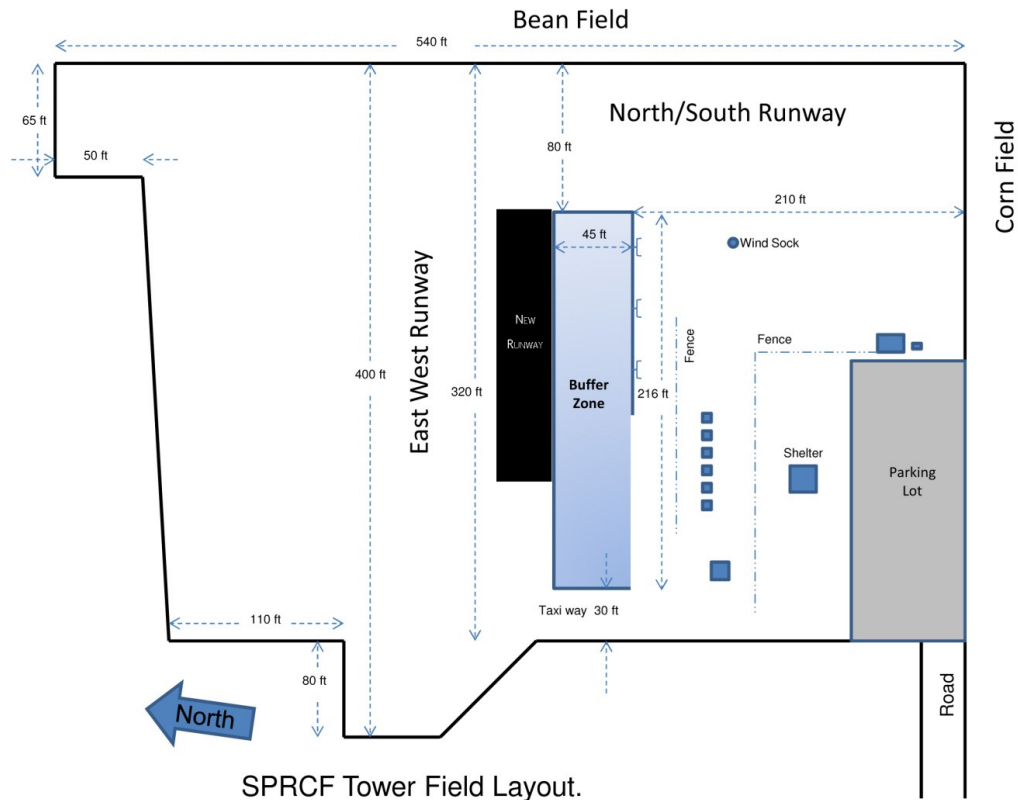 Bean Field
540 ft
North/South Runway
65 ft
Corn Field
80 ft
50 ft
210 ft
45 ft
Wind Sock
East West Runway
NEW
RUNWAY
Fence
Fence
400 ft
320 ft
Buffer
Zone
216 ft
Shelter
Parking
Lot
Taxi way 30 ft
110 ft
80 ft
North
Road
SPRCF Tower Field Layout.